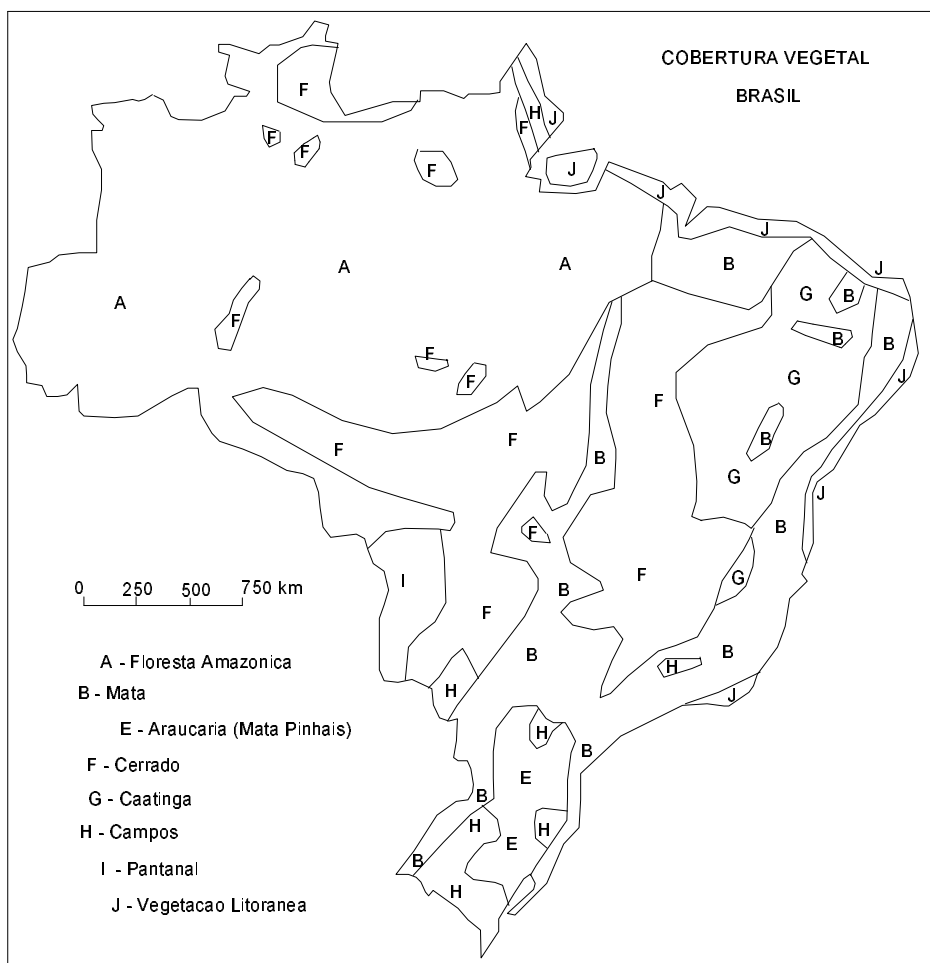 COBERTURA VEGETAL
BRASIL
F
H
F
J
F
F
F
J
J
J
A
A
B
J
A
G
B
F
B
B
F
F
G
J
F
F
F
B
B
G
J
F
B
I
F
G
B
F
B
B
H
H
J
H
B
E
B
H
H
E
B
H
0 250 500 750 km
A - Floresta Amazonica
B - Mata
E - Araucaria (Mata Pinhais)
F - Cerrado
G - Caatinga
H - Campos
I - Pantanal
J - Vegetacao Litoranea